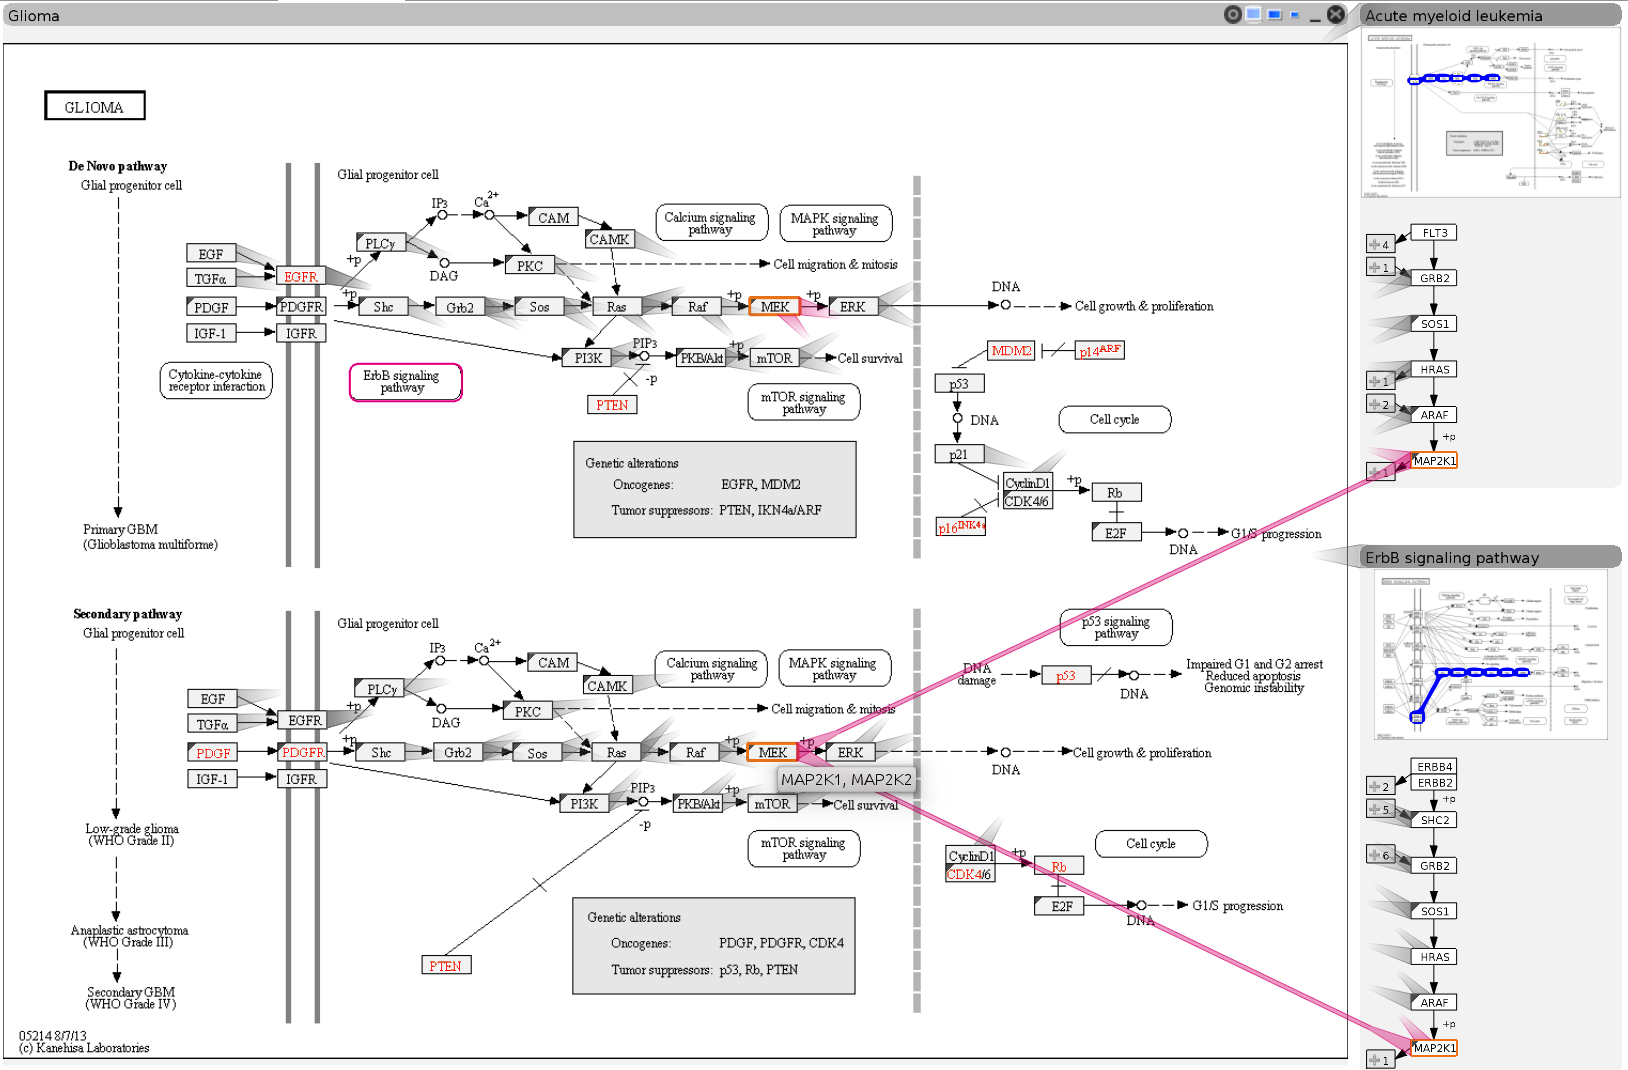 Glioma
GLIOMA
De Novo pathway
Glial progenitor cell
Glial progenitor cell
IP3
Ca2+
CAM
CAMK
PLCγ
DAG
PKC
Calcium signaling
pathway
MAPK signaling
pathway
Cell migration & mitosis
EGF
TGFα
EGFR
+p
PDGF
PDGFR
+p
Shc
Grb2
Sos
Ras
Raf
+p
MEK
+p
ERK
DNA
Cell growth & proliferation
IGF-1
IGFR
PI3K
PIP3
PKB/Akt
+p
mTOR
Cell survival
-p
PTEN
Cytokine-cytokine
receptor interaction
ErbB signaling
pathway
mTOR signaling
pathway
MDM2
p14ARF
p53
DNA
p21
Cell cycle
CyclinD1
CDK4/6
+p
Rb
p16INK4a
E2F
DNA
G1/S progression
Genetic alterations
Oncogenes: EGFR, MDM2
Tumor suppressors: PTEN, IKN4a/ARF
Primary GBM
(Glioblastoma multiforme)
Secondary pathway
Glial progenitor cell
Glial progenitor cell
IP3
Ca2+
CAM
CAMK
PLCγ
DAG
PKC
Calcium signaling
pathway
MAPK signaling
pathway
Cell migration & mitosis
p53 signaling
pathway
DNA
damage
p53
DNA
Impaired G1 and G2 arrest
Reduced apoptosis
Genomic instability
EGF
TGFα
EGFR
+p
PDGF
PDGFR
+p
Shc
Grb2
Sos
Ras
Raf
+p
MEK
+p
ERK
DNA
Cell growth & proliferation
MAP2K1, MAP2K2
IGF-1
IGFR
PI3K
PIP3
PKB/Akt
+p
mTOR
Cell survival
-p
mTOR signaling
pathway
CyclinD1
CDK4/6
+p
Rb
Cell cycle
E2F
DNA
G1/S progression
PTEN
Genetic alterations
Oncogenes: PDGF, PDGFR, CDK4
Tumor suppressors: p53, Rb, PTEN
Low-grade glioma
(WHO Grade II)
Anaplastic astrocytoma
(WHO Grade III)
Secondary GBM
(WHO Grade IV)
05214 8/7/13
(c) Kanehisa Laboratories
Acute myeloid leukemia
FLT3
4
1
GRB2
SOS1
HRAS
1
2
ARAF
+p
MAP2K1
1
ErbB signaling pathway
ERBB4
ERBB2
2
+p
5
SHC2
6
GRB2
SOS1
HRAS
ARAF
+p
MAP2K1
1